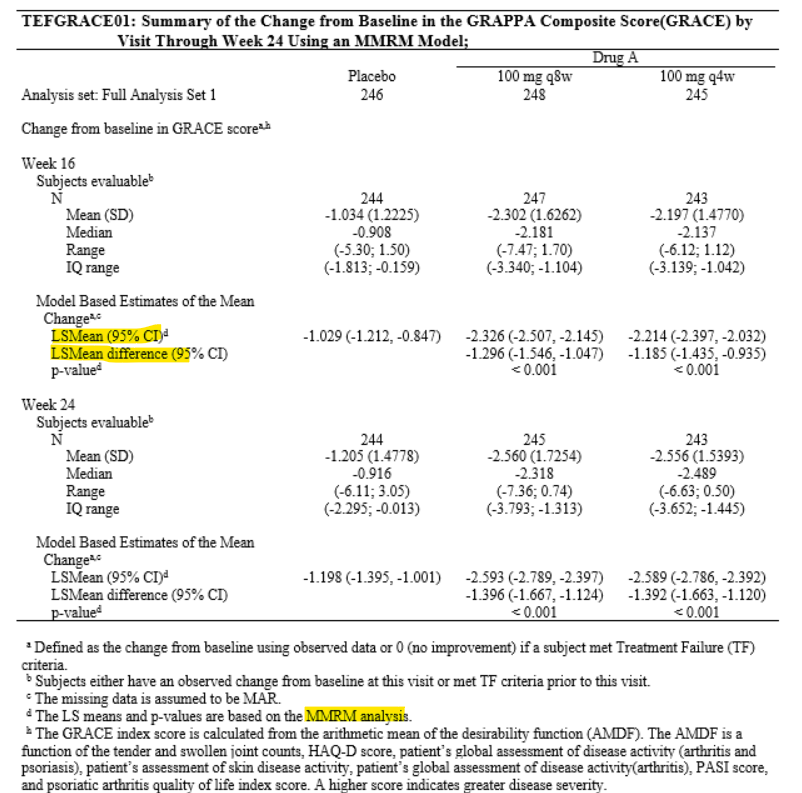 TEFGRACE01: Summary of the Change from Baseline in the GRAPPA Composite Score(GRACE) by
Visit Through Week 24 Using an MMRM Model;
Drug A
Placebo 100 mg q8w 100 mg q4w
Analysis set: Full Analysis Set 1 246 248 245
Change from baseline in GRACE scoreᵃ,ʰ
Week 16
Subjects evaluableᵇ
N 244 247 243
Mean (SD) -1.034 (1.2225) -2.302 (1.6262) -2.197 (1.4770)
Median -0.908 -2.181 -2.137
Range (-5.30; 1.50) (-7.47; 1.70) (-6.12; 1.12)
IQ range (-1.813; -0.159) (-3.340; -1.104) (-3.139; -1.042)
Model Based Estimates of the Mean
Changeᵃ,ᶜ
LSMean (95% CI)ᵈ -1.029 (-1.212, -0.847) -2.326 (-2.507, -2.145) -2.214 (-2.397, -2.032)
LSMean difference (95% CI) -1.296 (-1.546, -1.047) -1.185 (-1.435, -0.935)
p-valueᵈ < 0.001 < 0.001
Week 24
Subjects evaluableᵇ
N 244 245 243
Mean (SD) -1.205 (1.4778) -2.560 (1.7254) -2.556 (1.5393)
Median -0.916 -2.318 -2.489
Range (-6.11; 3.05) (-7.36; 0.74) (-6.63; 0.50)
IQ range (-2.295; -0.013) (-3.793; -1.313) (-3.652; -1.445)
Model Based Estimates of the Mean
Changeᵃ,ᶜ
LSMean (95% CI)ᵈ -1.198 (-1.395, -1.001) -2.593 (-2.789, -2.397) -2.589 (-2.786, -2.392)
LSMean difference (95% CI) -1.396 (-1.667, -1.124) -1.392 (-1.663, -1.120)
p-valueᵈ < 0.001 < 0.001
ᵃ Defined as the change from baseline using observed data or 0 (no improvement) if a subject met Treatment Failure (TF)
criteria.
ᵇ Subjects either have an observed change from baseline at this visit or met TF criteria prior to this visit.
ᶜ The missing data is assumed to be MAR.
ᵈ The LS means and p-values are based on the MMRM analysis.
ʰ The GRACE index score is calculated from the arithmetic mean of the desirability function (AMDF). The AMDF is a
function of the tender and swollen joint counts, HAQ-D score, patient's global assessment of disease activity (arthritis and
psoriasis), patient's assessment of skin disease activity, patient's global assessment of disease activity(arthritis), PASI score,
and psoriatic arthritis quality of life index score. A higher score indicates greater disease severity.